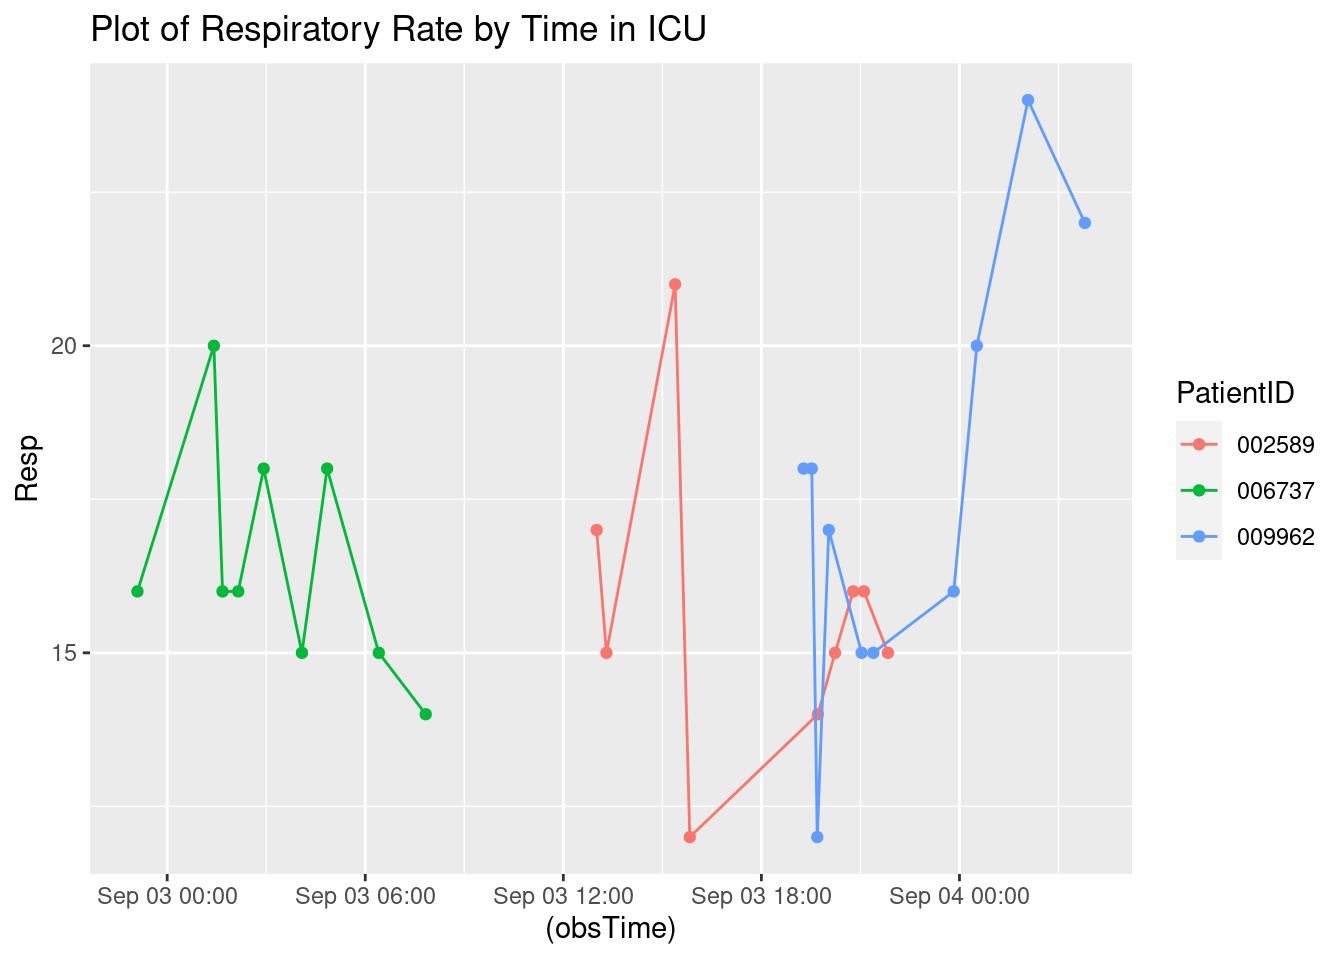 Plot of Respiratory Rate by Time in ICU
Resp
20
15
Sep 03 00:00 Sep 03 06:00 Sep 03 12:00 Sep 03 18:00 Sep 04 00:00
(obsTime)
PatientID
002589
006737
009962